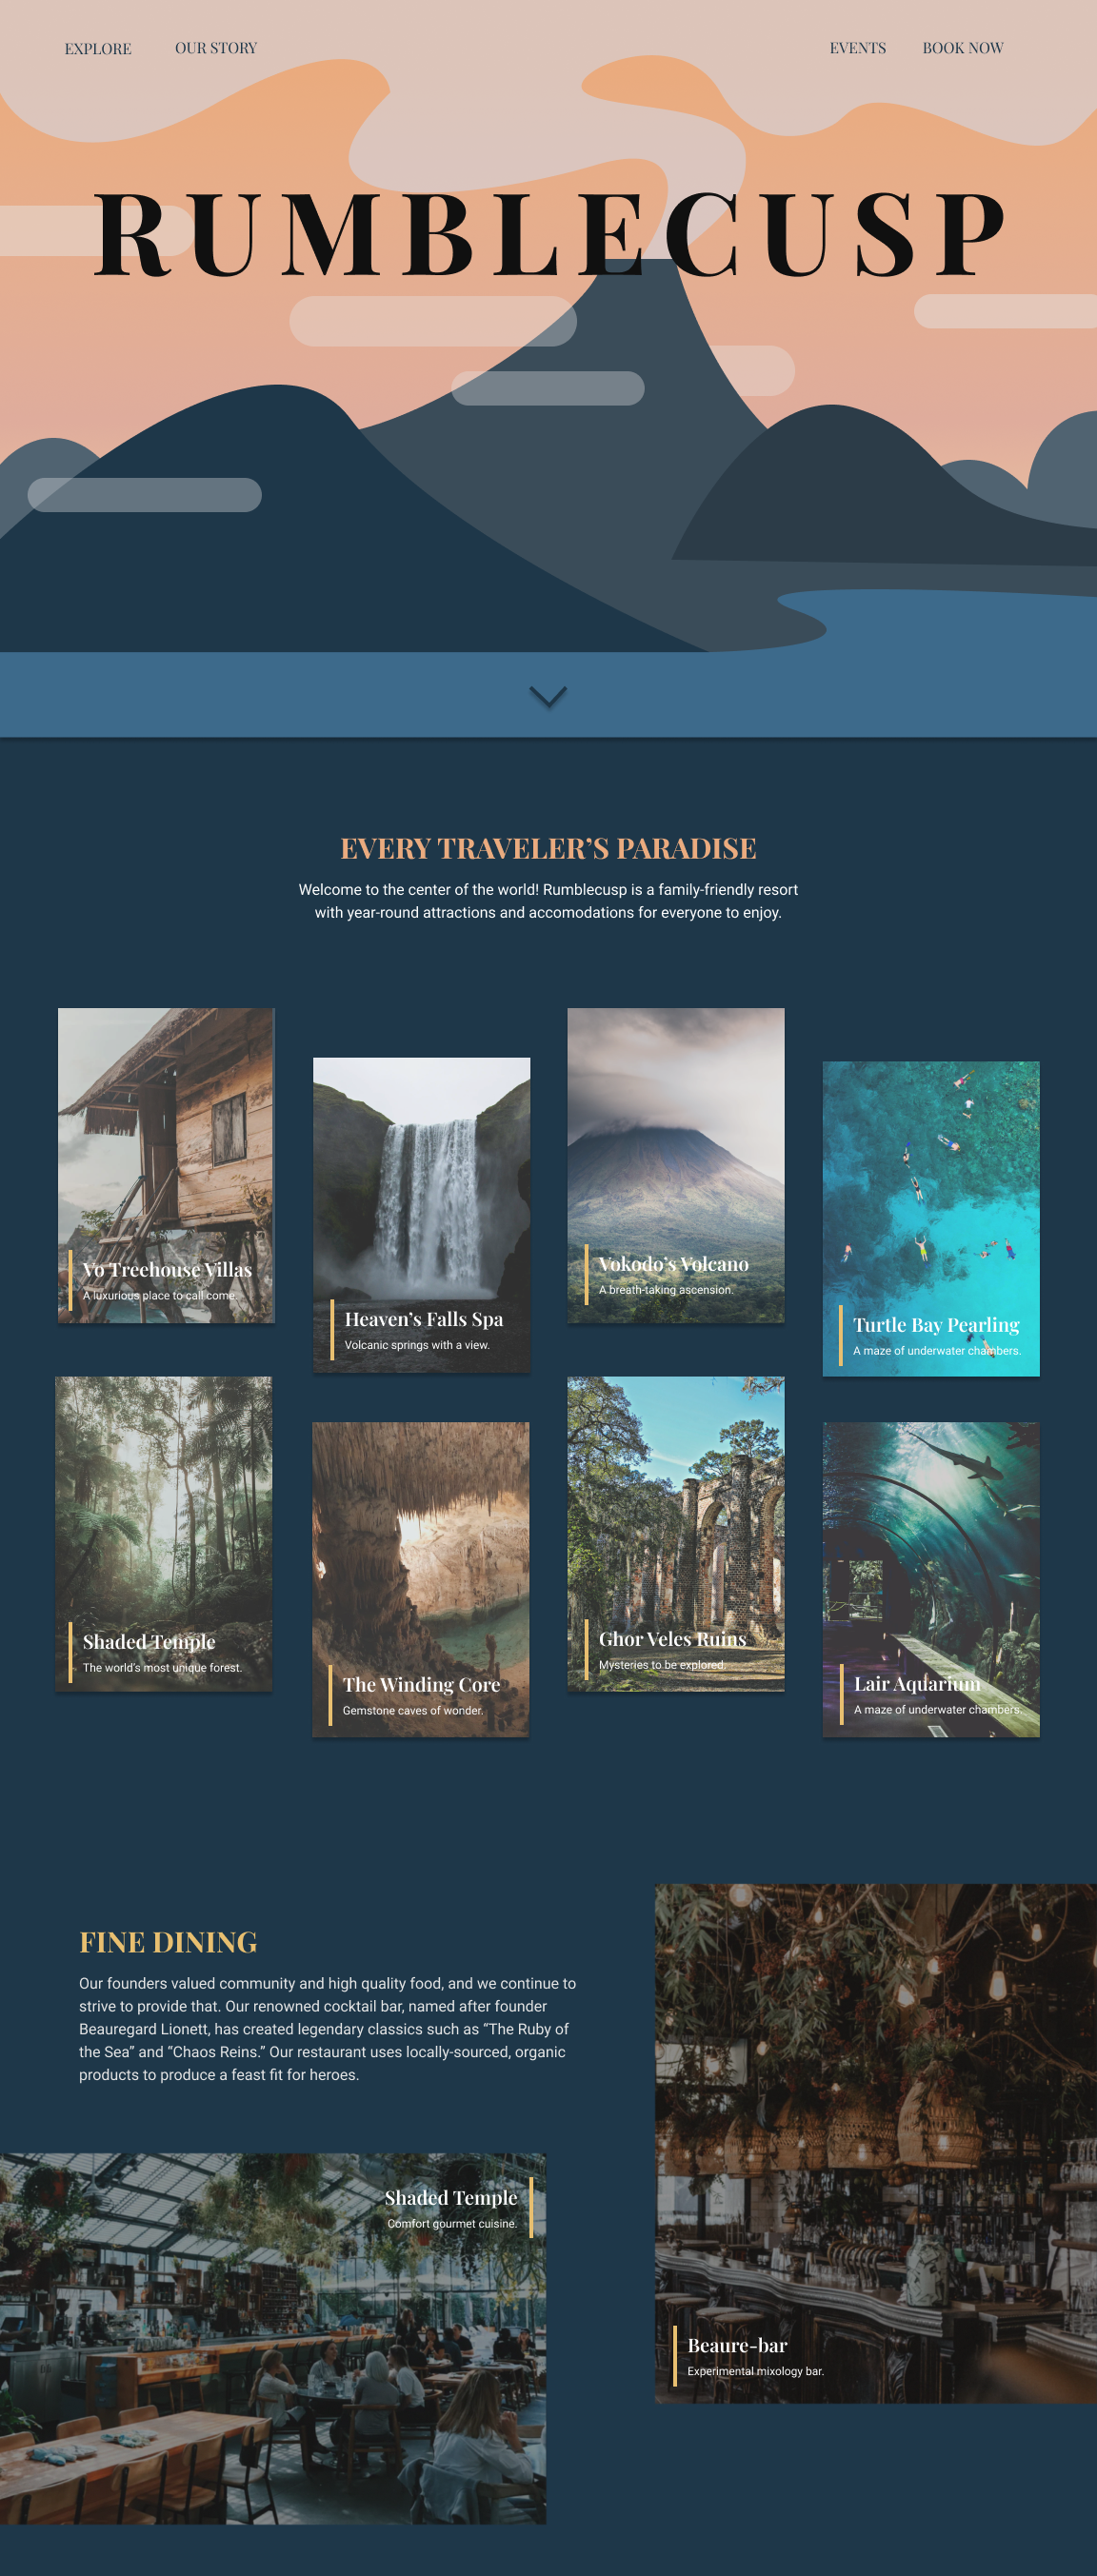 EXPLORE
OUR STORY
EVENTS
BOOK NOW
RUMBLECUSP
EVERY TRAVELER’S PARADISE
Welcome to the center of the world! Rumblecusp is a family-friendly resort
with year-round attractions and accomodations for everyone to enjoy.
Vo Treehouse Villas
A luxurious place to call come.
Heaven’s Falls Spa
Volcanic springs with a view.
Vokodo’s Volcano
A breath-taking ascension.
Turtle Bay Pearling
A maze of underwater chambers.
Shaded Temple
The world’s most unique forest.
The Winding Core
Gemstone caves of wonder.
Ghor Veles Ruins
Mysteries to be explored.
Lair Aquarium
A maze of underwater chambers.
FINE DINING
Our founders valued community and high quality food, and we continue to
strive to provide that. Our renowned cocktail bar, named after founder
Beauregard Lionett, has created legendary classics such as “The Ruby of
the Sea” and “Chaos Reins.” Our restaurant uses locally-sourced, organic
products to produce a feast fit for heroes.
Shaded Temple
Comfort gourmet cuisine.
Beaure-bar
Experimental mixology bar.